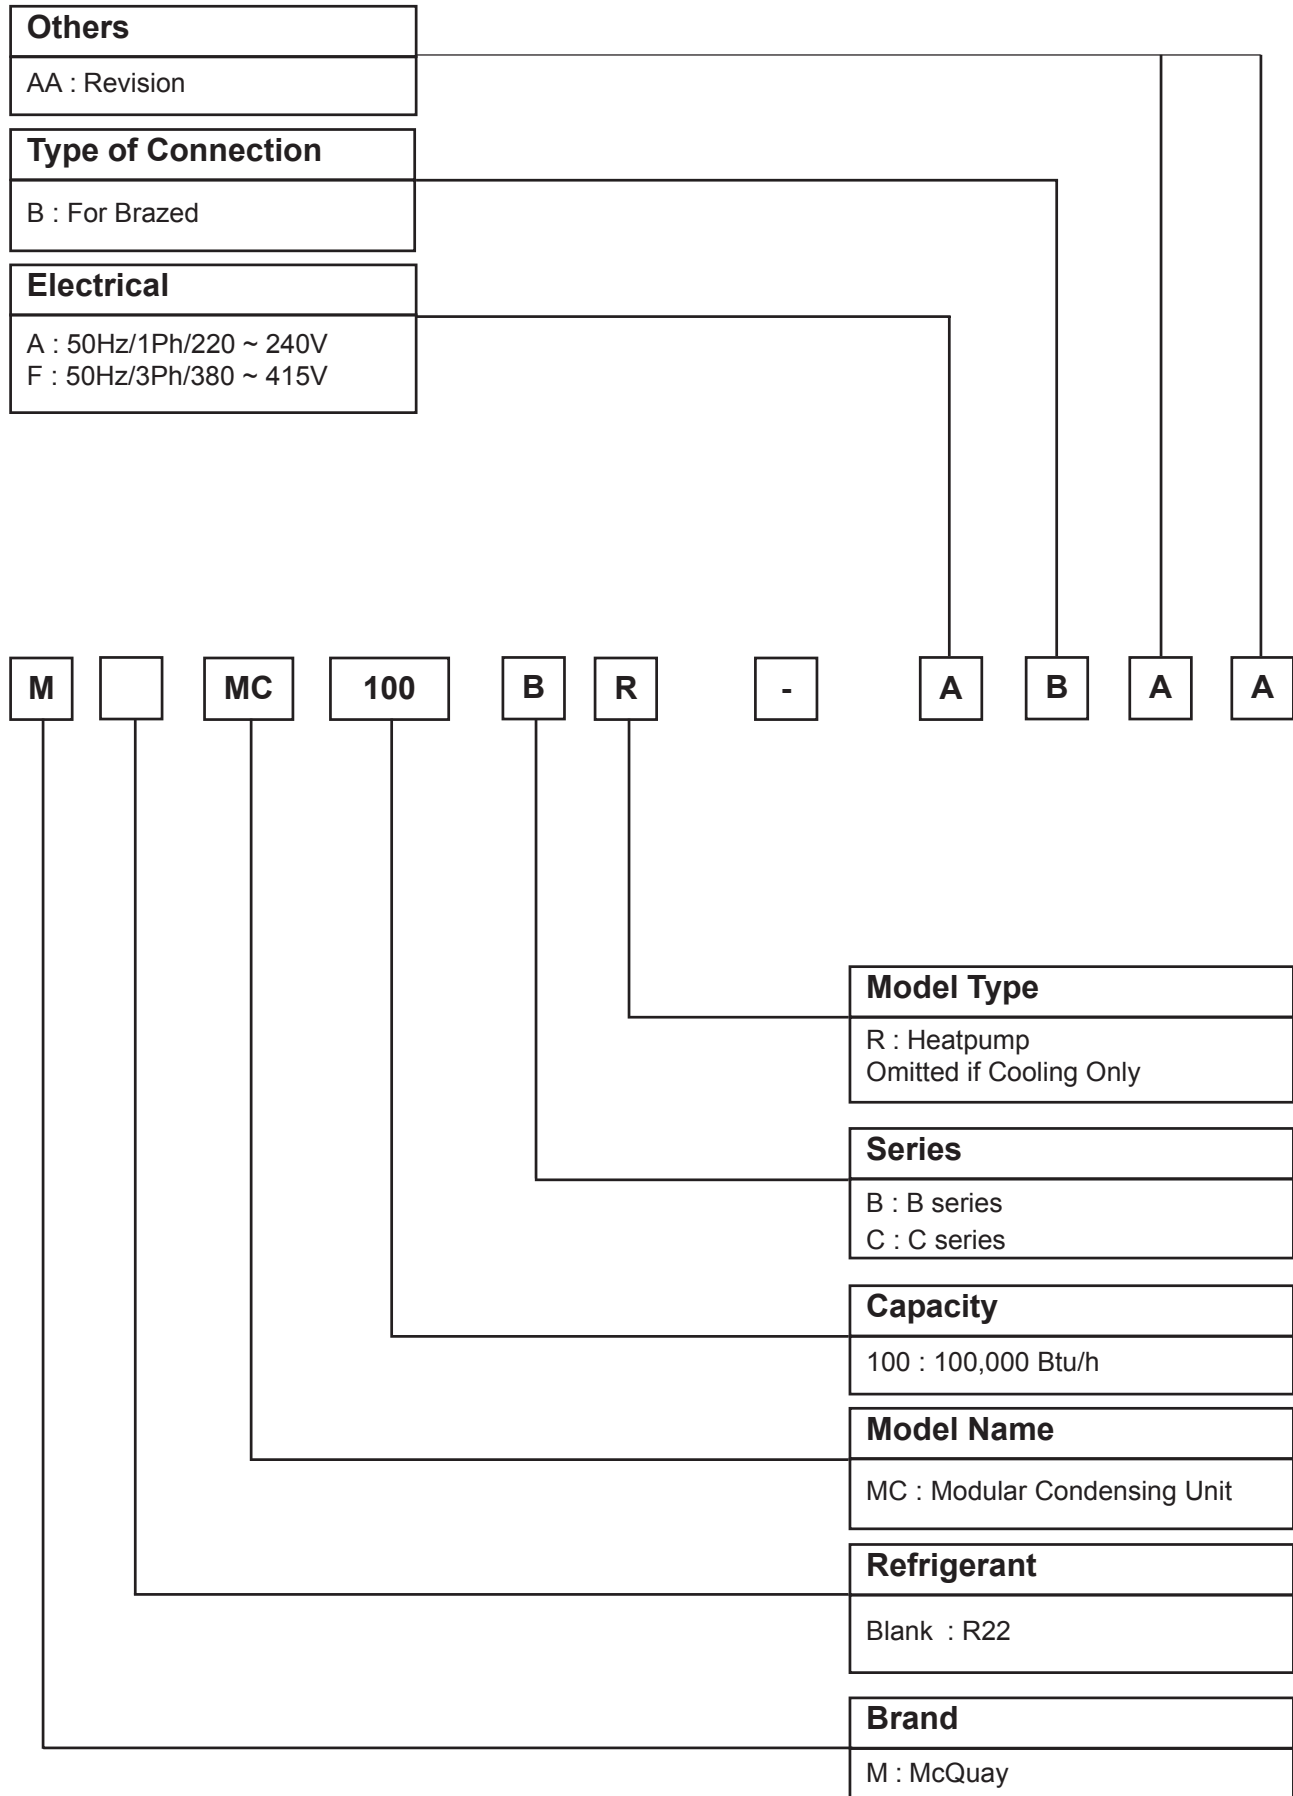 Others
AA : Revision
Type of Connection
B : For Brazed
Electrical
A : 50Hz/1Ph/220 ~ 240V
F : 50Hz/3Ph/380 ~ 415V
M MC 100 B R - A B A A
Model Type
R : Heatpump
Omitted if Cooling Only
Series
B : B series
C : C series
Capacity
100 : 100,000 Btu/h
Model Name
MC : Modular Condensing Unit
Refrigerant
Blank : R22
Brand
M : McQuay